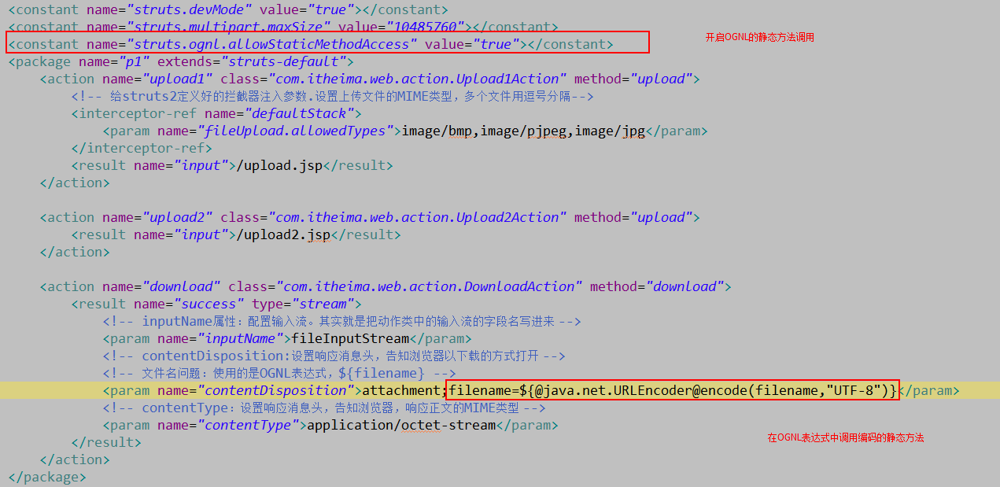 <constant name="struts.devMode" value="true"></constant>
<constant name="struts.multipart.maxSize" value="10485760"></constant>
<constant name="struts.ognl.allowStaticMethodAccess" value="true"></constant>
开启OGNL的静态方法调用
<package name="p1" extends="struts-default">
<action name="upload1" class="com.itheima.web.action.Upload1Action" method="upload">
<!-- 给struts2定义好的拦截器注入参数.设置上传文件的MIME类型，多个文件用逗号分隔-->
<interceptor-ref name="defaultStack">
<param name="fileUpload.allowedTypes">image/bmp,image/pjpeg,image/jpg</param>
</interceptor-ref>
<result name="input">/upload.jsp</result>
</action>
<action name="upload2" class="com.itheima.web.action.Upload2Action" method="upload">
<result name="input">/upload2.jsp</result>
</action>
<action name="download" class="com.itheima.web.action.DownloadAction" method="download">
<result name="success" type="stream">
<!-- inputName属性：配置输入流。其实就是把动作类中的输入流的字段名写进来 -->
<param name="inputName">fileInputStream</param>
<!-- contentDisposition:设置响应消息头，告知浏览器以下载的方式打开 -->
<!-- 文件名问题：使用的是OGNL表达式，${filename} -->
<param name="contentDisposition">attachment;filename=${@java.net.URLEncoder@encode(filename,"UTF-8")}</param>
<!-- contentType：设置响应消息头，告知浏览器，响应正文的MIME类型 -->
<param name="contentType">application/octet-stream</param>
在OGNL表达式中调用编码的静态方法
</result>
</action>
</package>